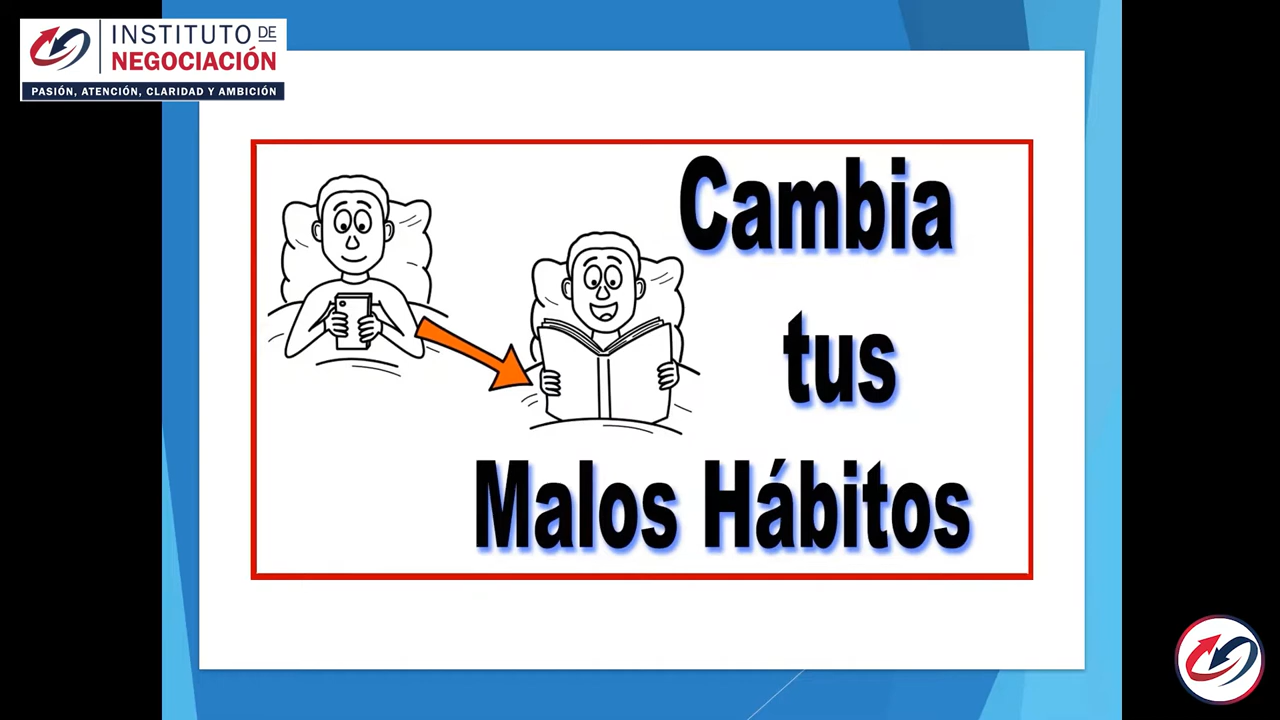 INSTITUTO DE
NEGOCIACIÓN
PASIÓN, ATENCIÓN, CLARIDAD Y AMBICIÓN
Cambia
tus
Malos Hábitos